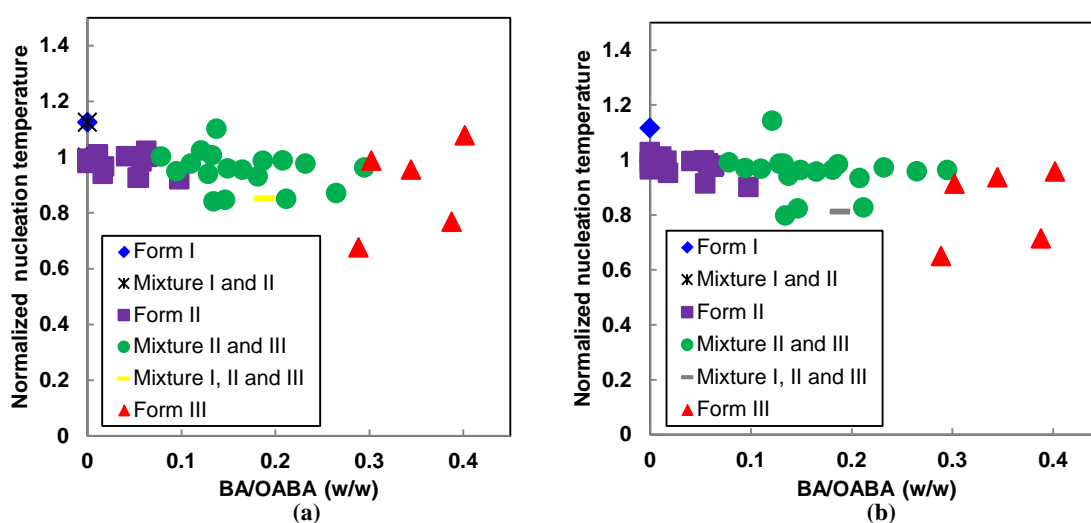 1.4
1.2
1
0.8
0.6
0.4
0.2
0
Normalized nucleation temperature
Form I
Mixture I and II
Form II
Mixture II and III
Mixture I, II and III
Form III
0 0.1 0.2 0.3 0.4
BA/OABA (w/w)
(a)
1.4
1.2
1
0.8
0.6
0.4
0.2
0
Normalized nucleation temperature
Form I
Mixture I and II
Form II
Mixture II and III
Mixture I, II and III
Form III
0 0.1 0.2 0.3 0.4
BA/OABA (w/w)
(b)